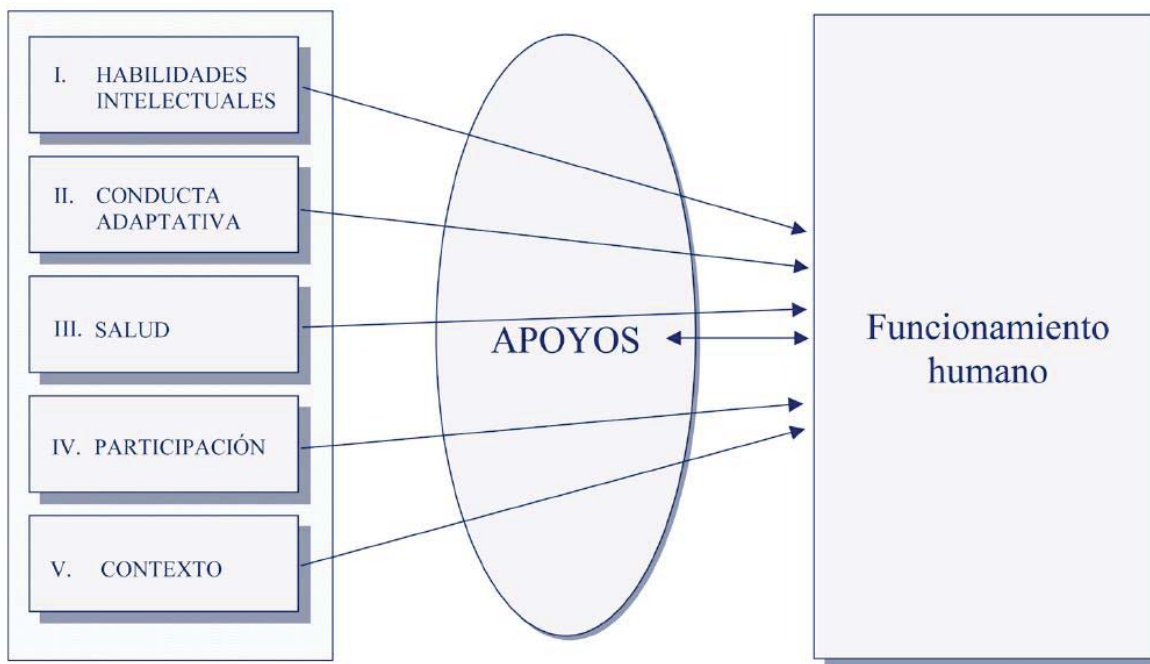 I. HABILIDADES
INTELECTUALES
II. CONDUCTA
ADAPTATIVA
III. SALUD
IV. PARTICIPACIÓN
V. CONTEXTO
APOYOS
Funcionamiento
humano